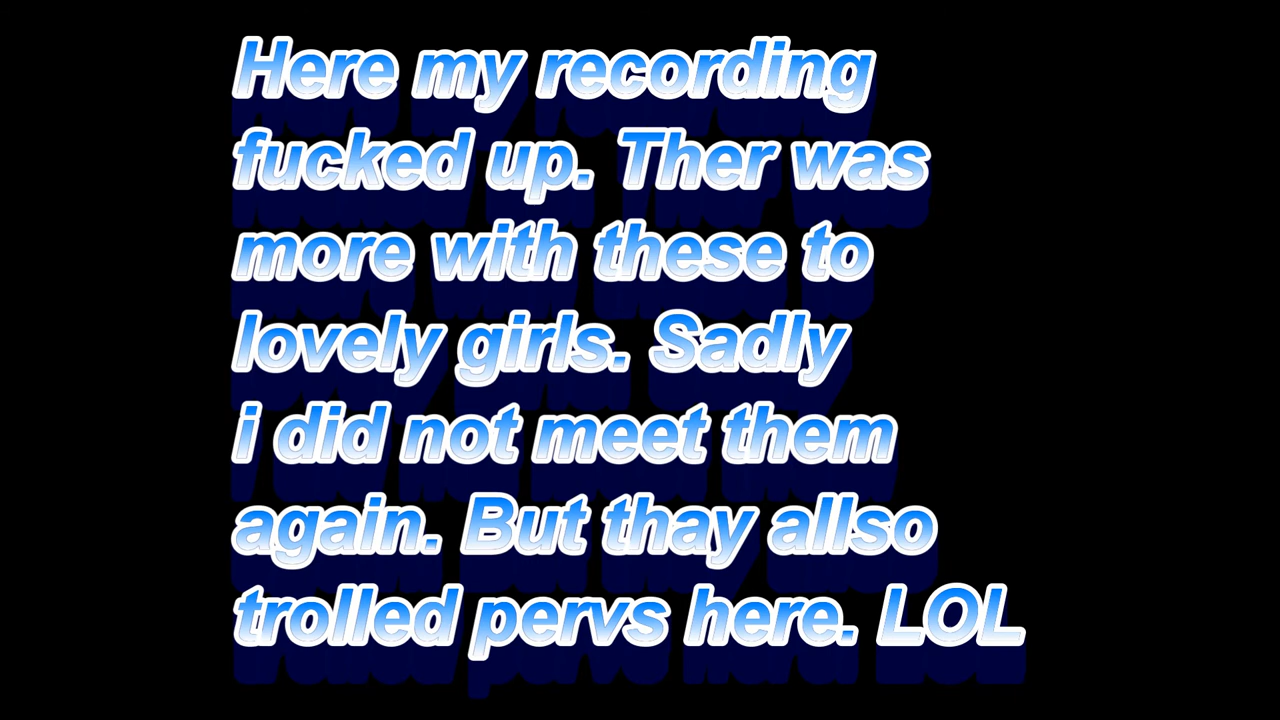 Here my recording
fucked up. Ther was
more with these to
lovely girls. Sadly
i did not meet them
again. But thay allso
trolled pervs here. LOL